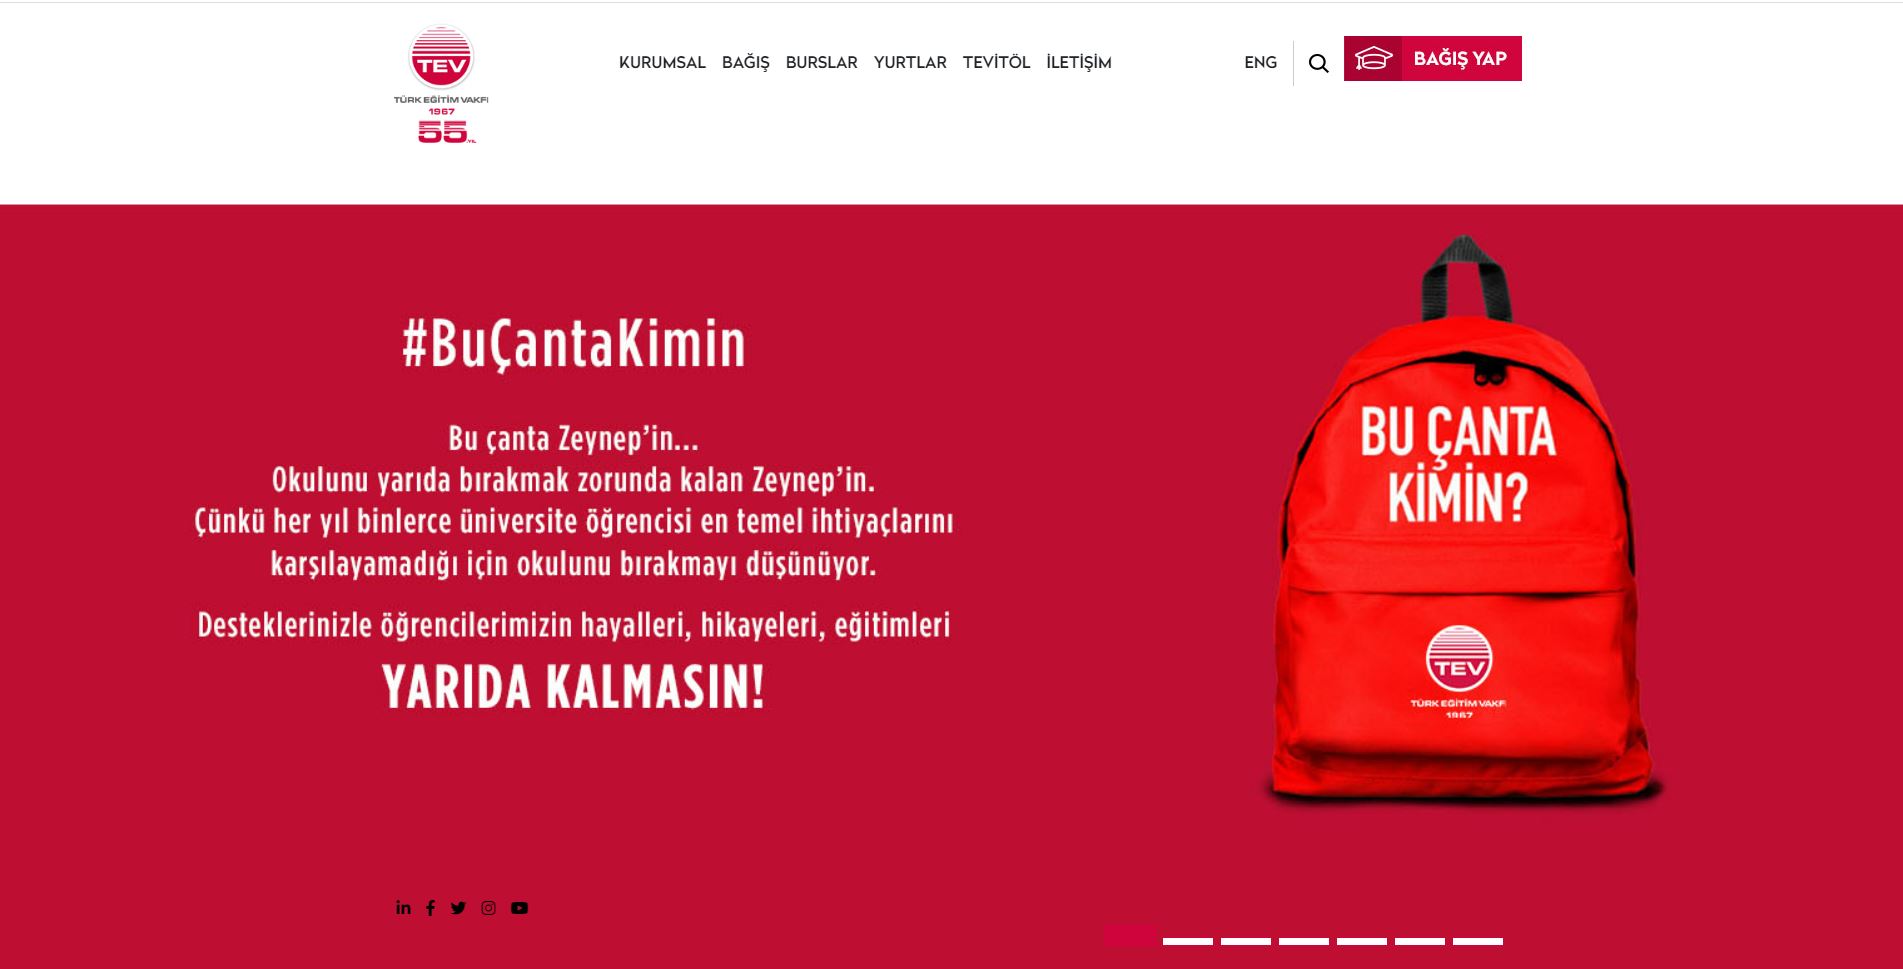 TEV
TÜRK EĞİTİM VAKFI
1967
55.YIL
KURUMSAL BAĞIŞ BURSLAR YURTLAR TEVİTÖL İLETİŞİM
ENG
BAĞIŞ YAP
#BuÇantaKimin
Bu çanta Zeynep’in...
Okulunu yarıda bırakmak zorunda kalan Zeynep’in.
Çünkü her yıl binlerce üniversite öğrencisi en temel ihtiyaçlarını
karşılayamadığı için okulunu bırakmayı düşünüyor.
Desteklerinizle öğrencilerimizin hayalleri, hikayeleri, eğitimleri
YARIDA KALMASIN!
BU ÇANTA
KİMİN?
TEV
TÜRK EĞİTİM VAKFI
1967